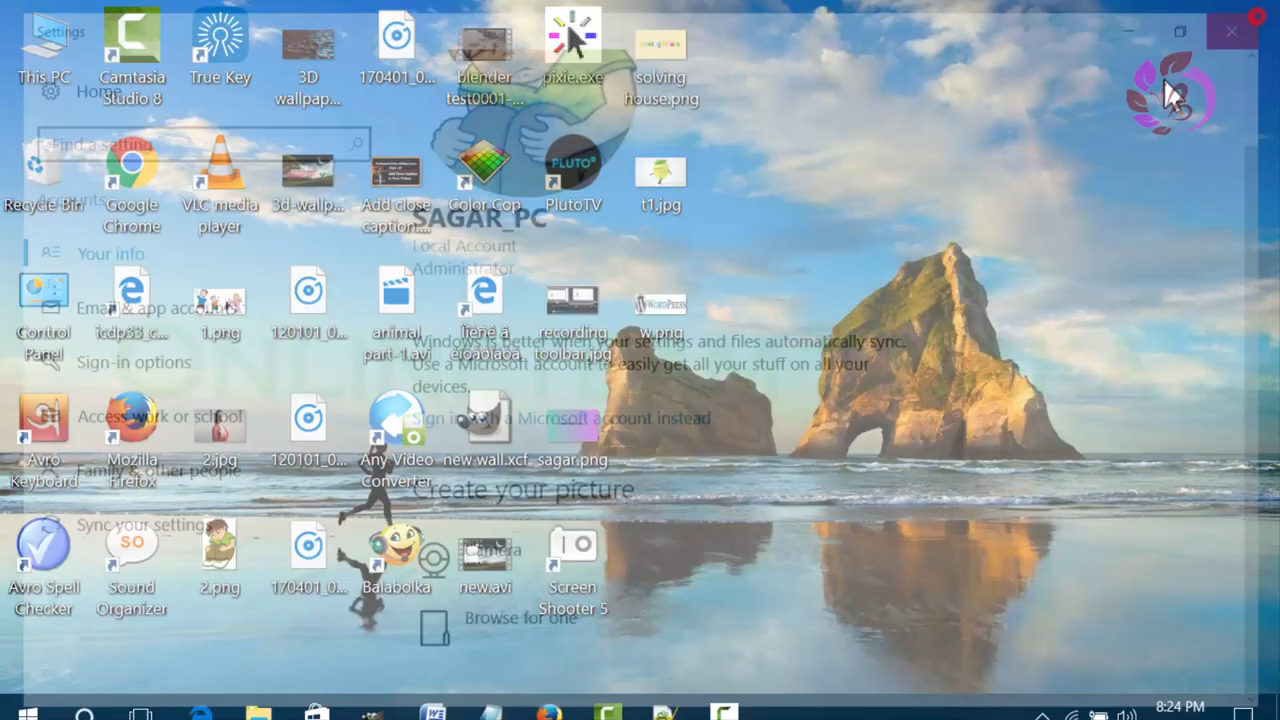 Settings
Home
Find a setting
Accounts
Your info
Email & app accounts
Sign-in options
Access work or school
Family & other people
Sync your settings
SAGAR_PC
Local Account
Administrator
Windows is better when your settings and files automatically sync.
Use a Microsoft account to easily get all your stuff on all your
devices.
Sign in with a Microsoft account instead
Create your picture
Camera
Browse for one
This PC
Camtasia
Studio 8
True Key
3D
wallpap...
170401_0...
blender
test0001-...
pixie.exe
solving
house.png
Recycle Bin
Google
Chrome
VLC media
player
3d-wallp...
Add close
caption....
Color Cop
PLUTO
PlutoTV
t1.jpg
Control
Panel
icdp33_c...
1.png
120101_0...
animal
part-1.avi
recording
toolbar.jpg
WORDPRESS
w.png
Avro
Keyboard
Mozilla
Firefox
2.jpg
120101_0...
Any Video
Converter
new wall.xcf
sagar.png
Avro Spell
Checker
SO
Sound
Organizer
2.png
170401_0...
Balabolka
new.avi
Screen
Shooter 5
8:24 PM